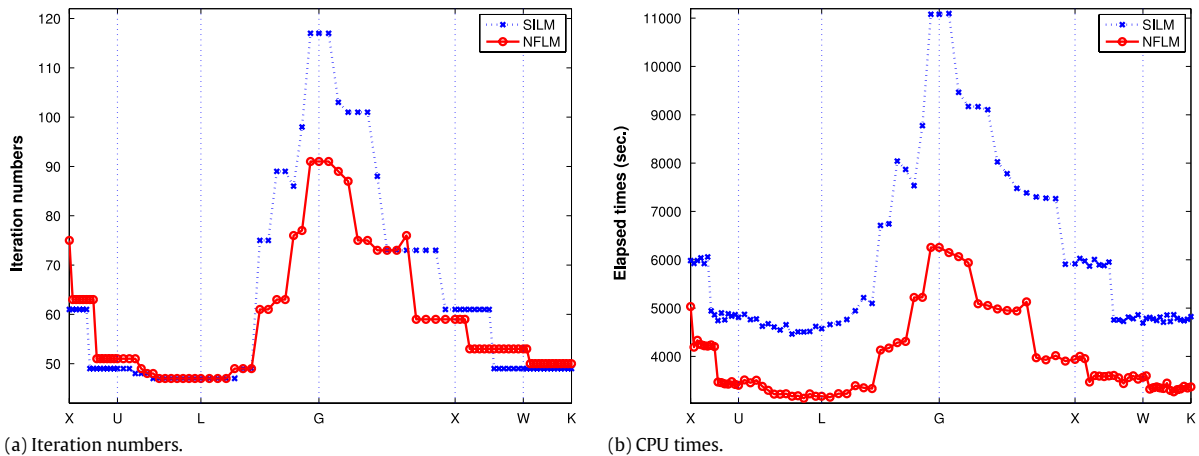 SILM
NFLM
120
110
100
90
80
70
60
50
Iteration numbers
X U L G X W K
(a) Iteration numbers.
SILM
NFLM
11000
10000
9000
8000
7000
6000
5000
4000
Elapsed times (sec.)
X U L G X W K
(b) CPU times.